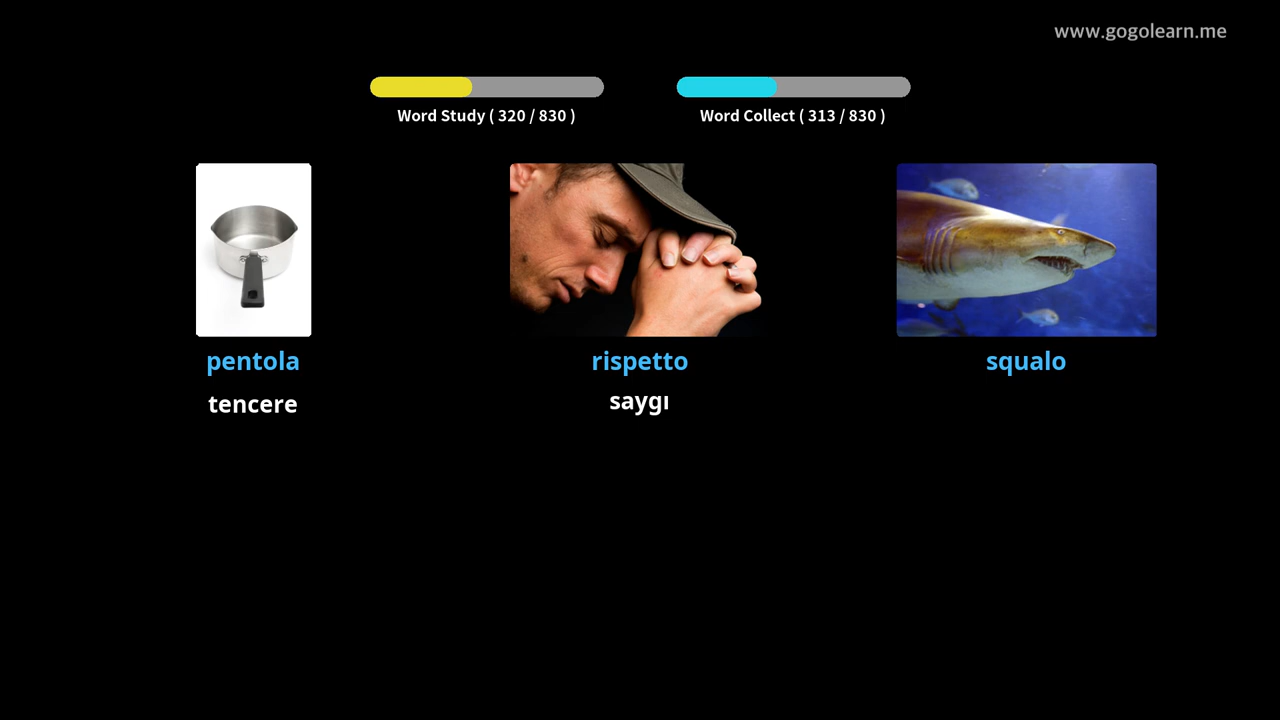 www.gogolearn.me
Word Study ( 320 / 830 )
Word Collect ( 313 / 830 )
pentola
rispetto
squalo
tencere
saygı